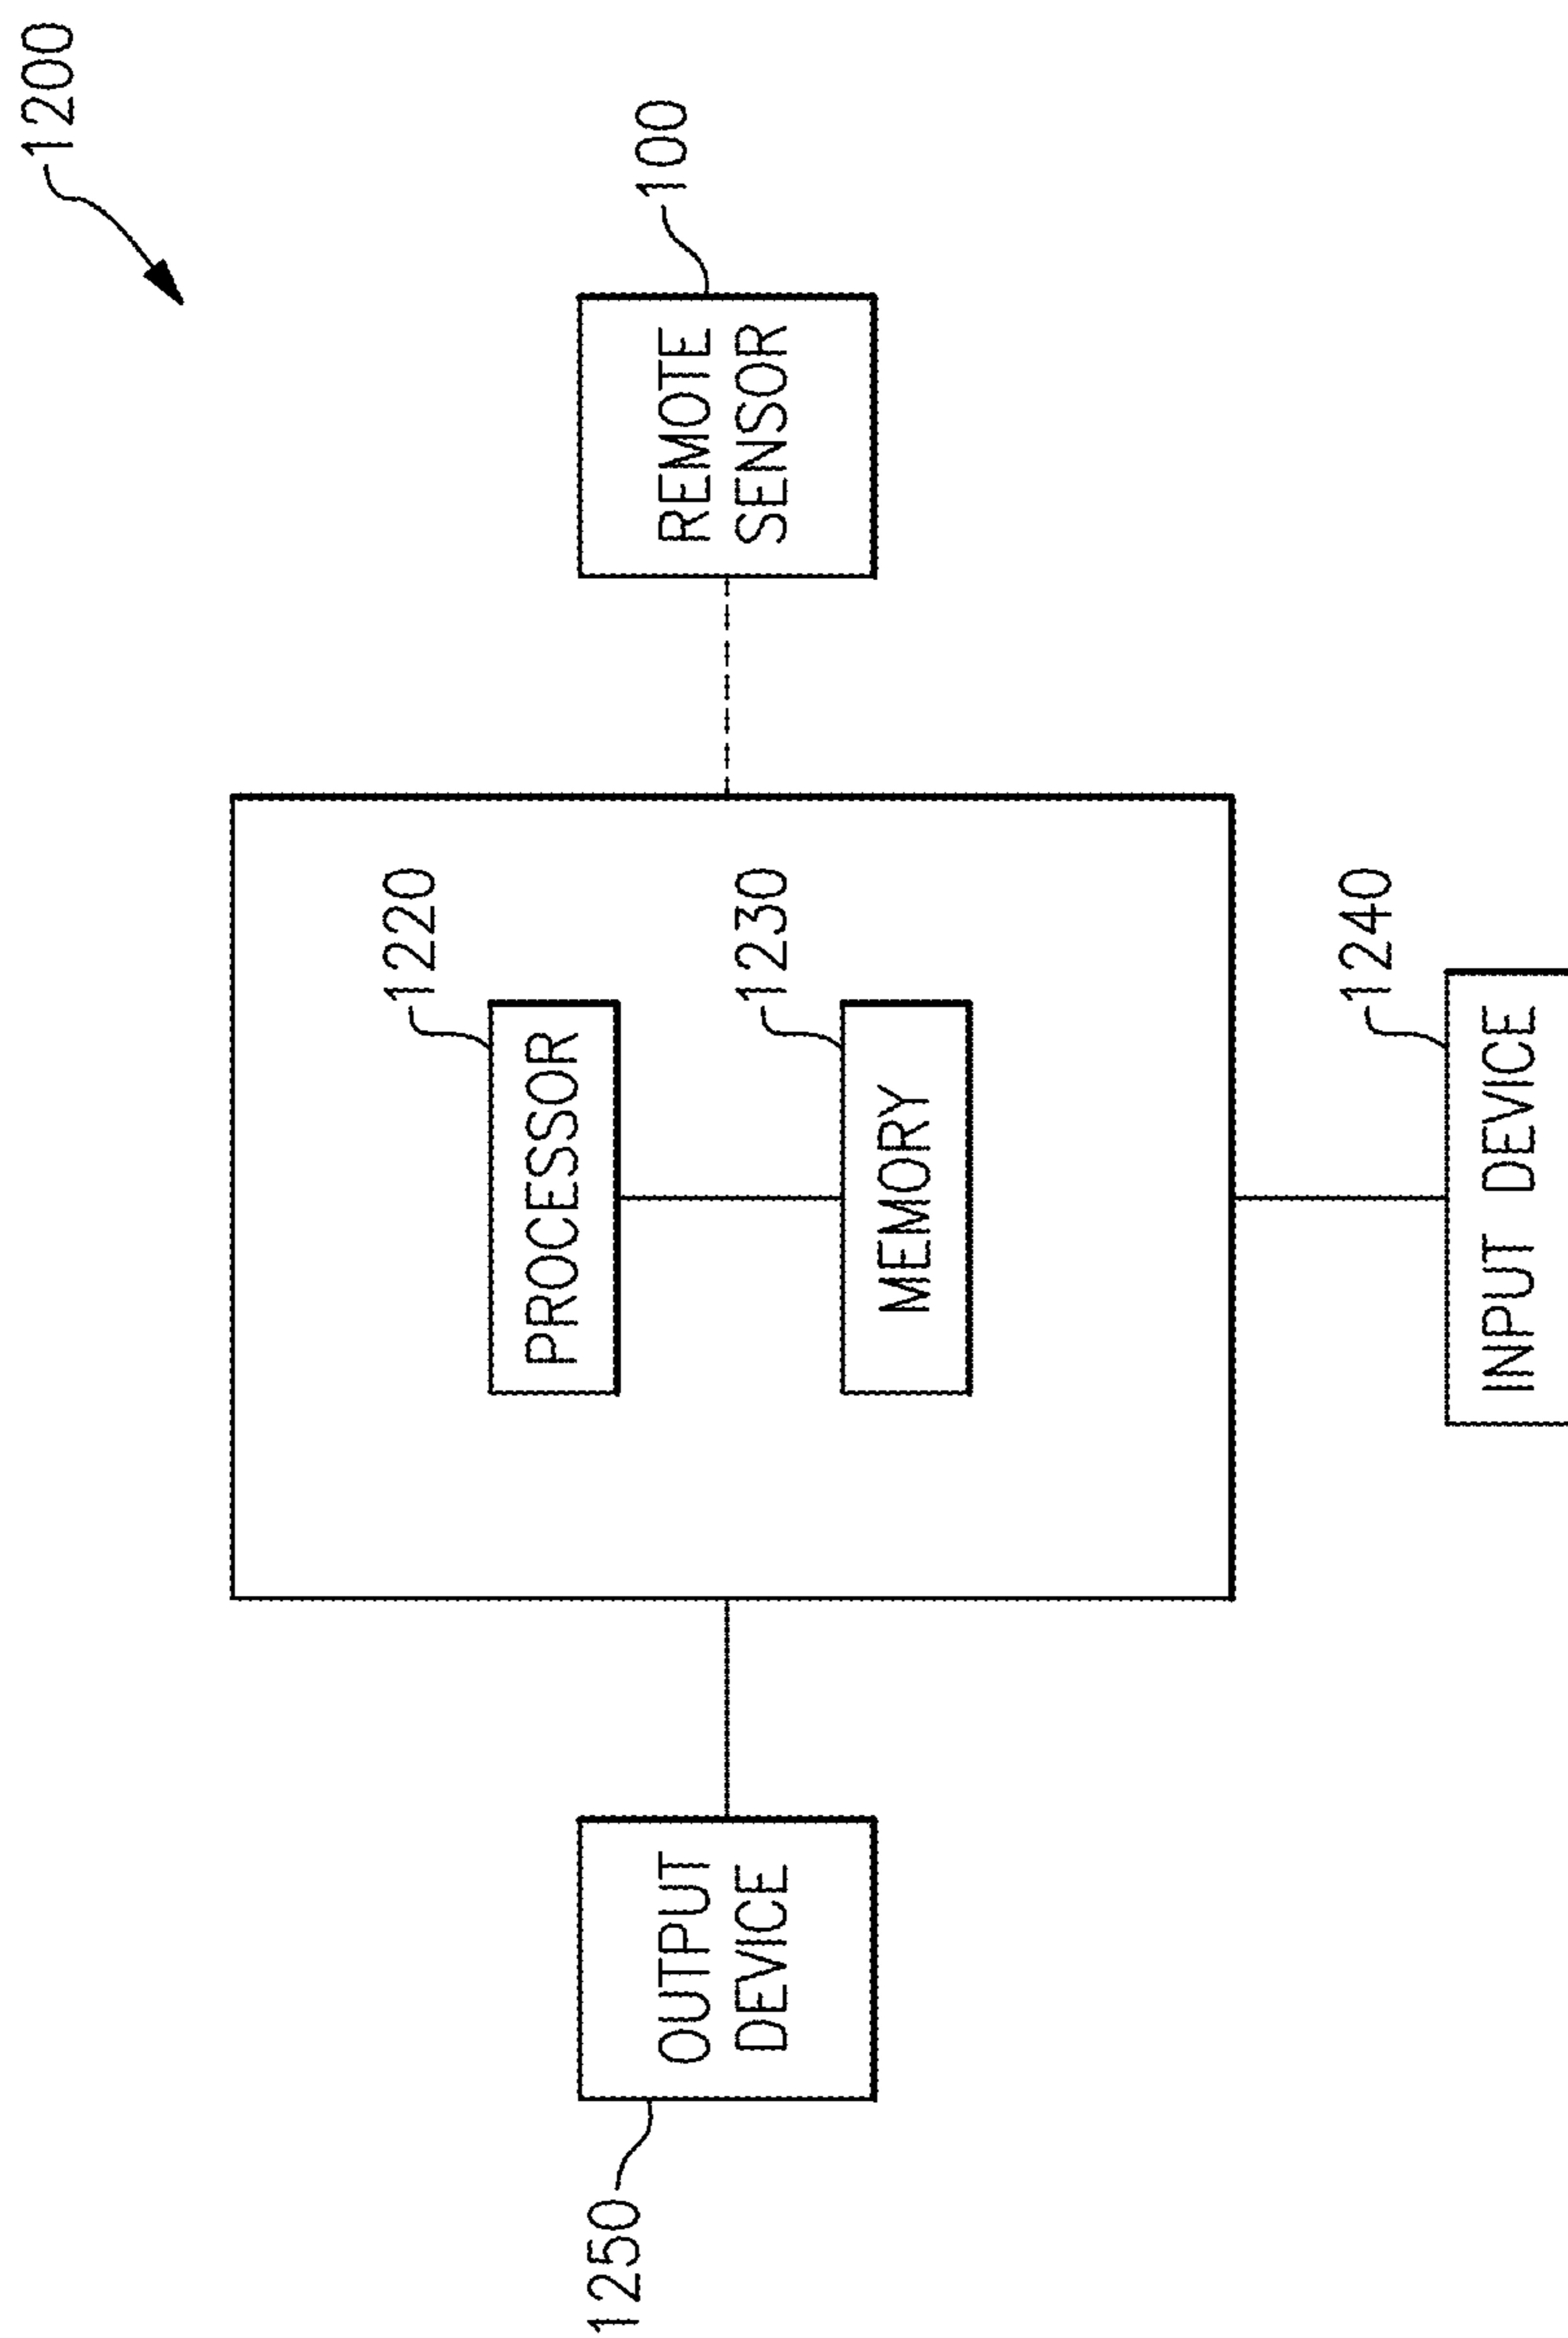 1200
1220
PROCESSOR
1250
OUTPUT
DEVICE
100
REMOTE
SENSOR
1230
MEMORY
1240
INPUT DEVICE